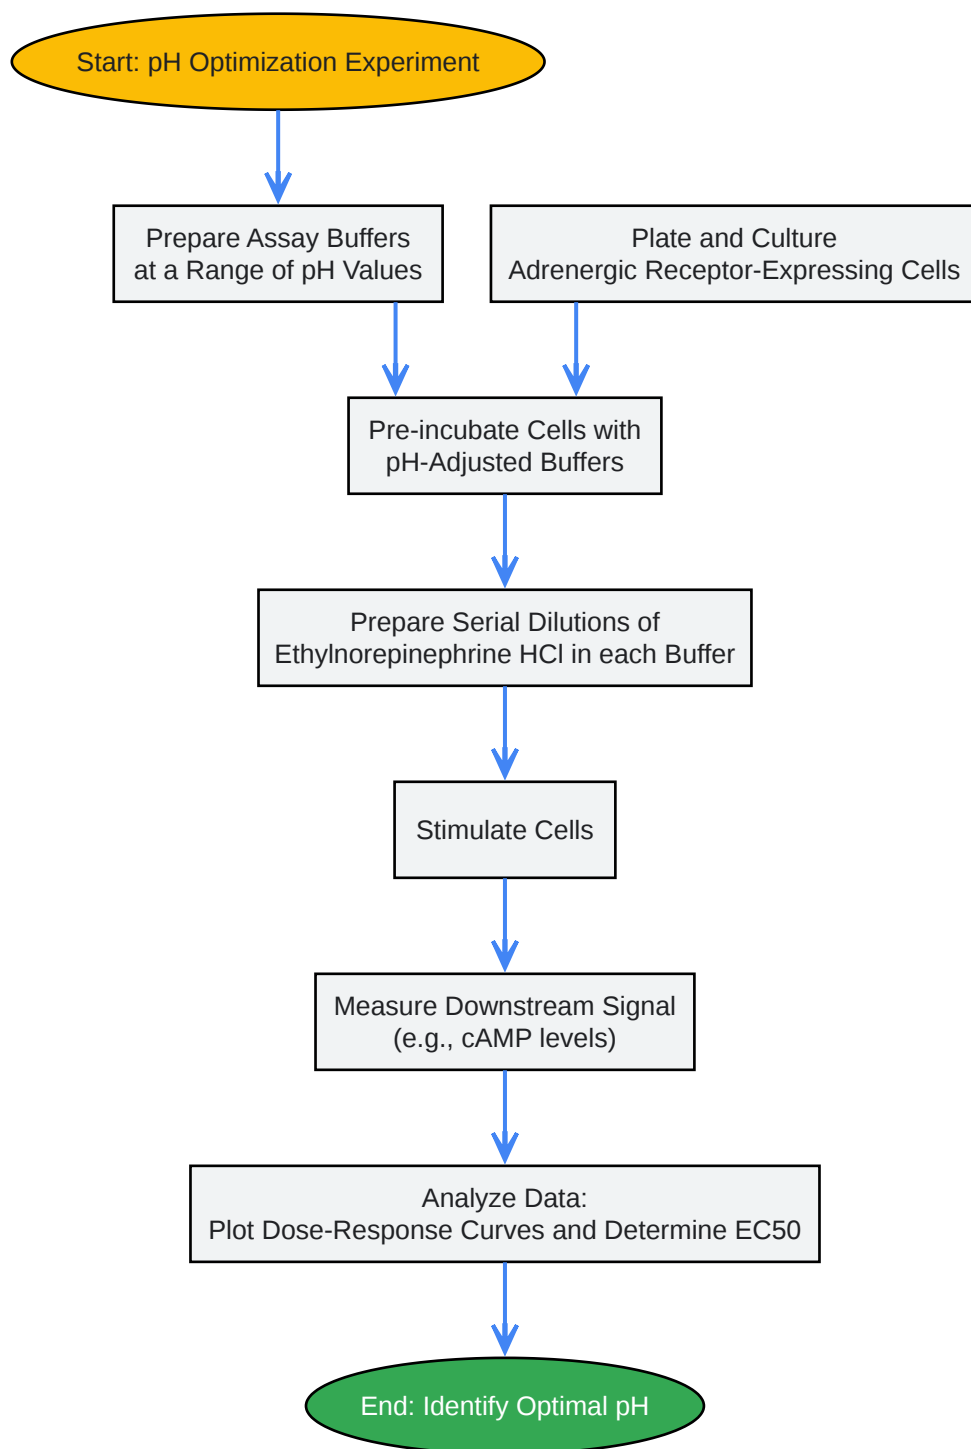 Start: pH Optimization Experiment
Prepare Assay Buffers
at a Range of pH Values
Plate and Culture
Adrenergic Receptor-Expressing Cells
Pre-incubate Cells with
pH-Adjusted Buffers
Prepare Serial Dilutions of
Ethylnorepinephrine HCl in each Buffer
Stimulate Cells
Measure Downstream Signal
(e.g., cAMP levels)
Analyze Data:
Plot Dose-Response Curves and Determine EC50
End: Identify Optimal pH